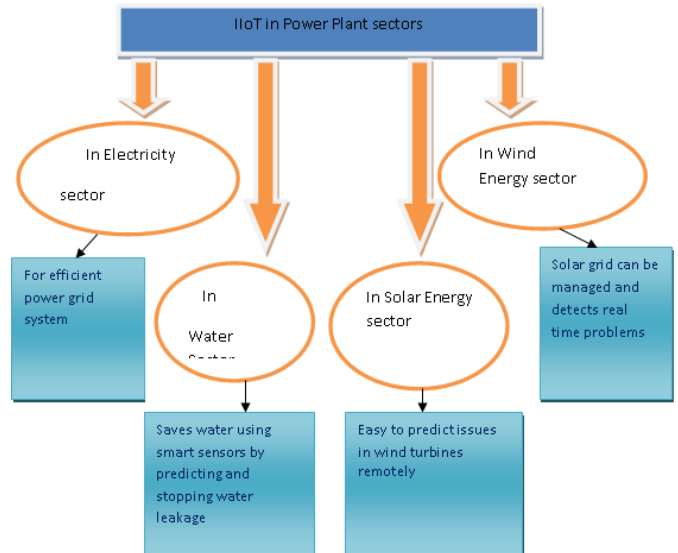 IIoT in Power Plant sectors
In Electricity
sector
In Wind
Energy sector
For efficient
power grid
system
In
Water
Sector
In Solar Energy
sector
Solar grid can be
managed and
detects real
time problems
Saves water using
smart sensors by
predicting and
stopping water
leakage
Easy to predict issues
in wind turbines
remotely